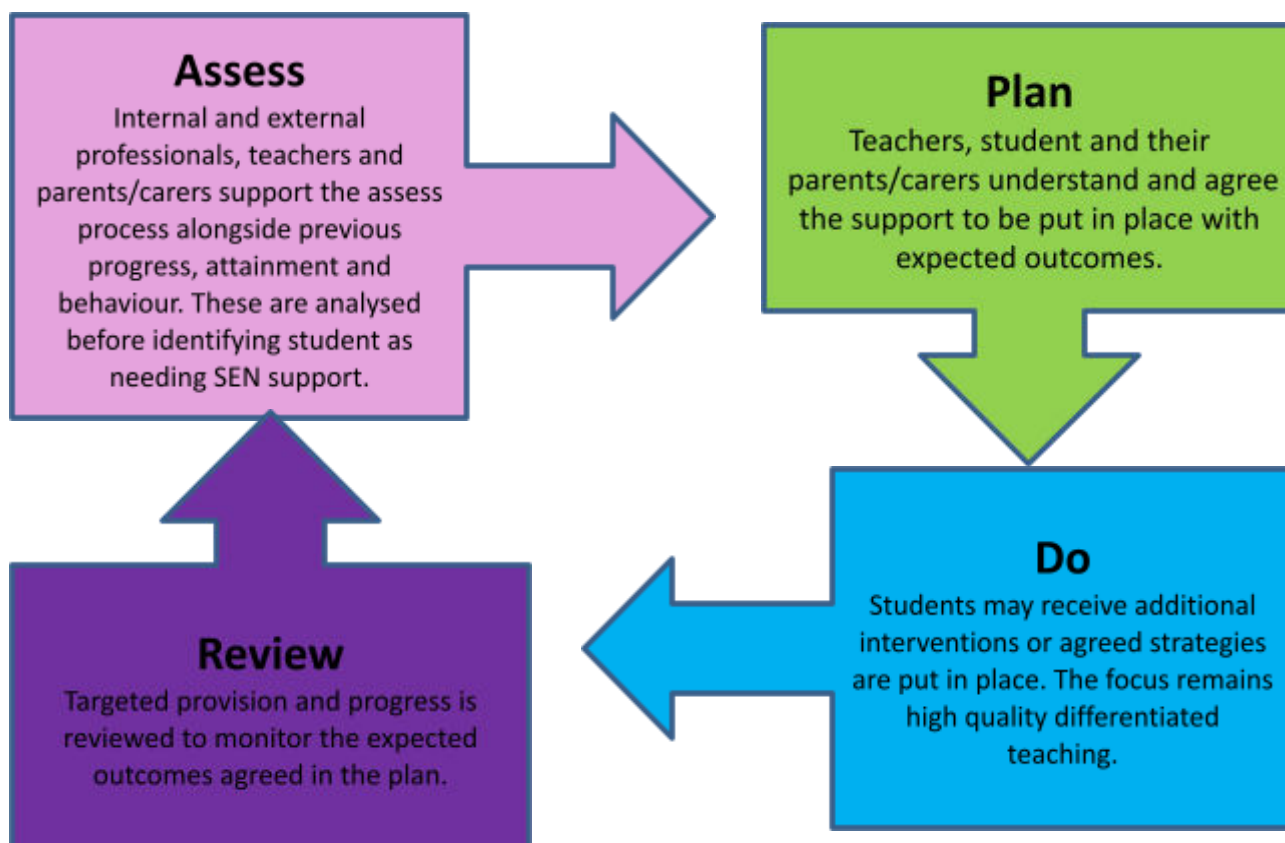 Assess
Internal and external
professionals, teachers and
parents/carers support the assess
process alongside previous
progress, attainment and
behaviour. These are analysed
before identifying student as
needing SEN support.
Plan
Teachers, student and their
parents/carers understand and agree
the support to be put in place with
expected outcomes.
Do
Students may receive additional
interventions or agreed strategies
are put in place. The focus remains
high quality differentiated
teaching.
Review
Targeted provision and progress is
reviewed to monitor the expected
outcomes agreed in the plan.